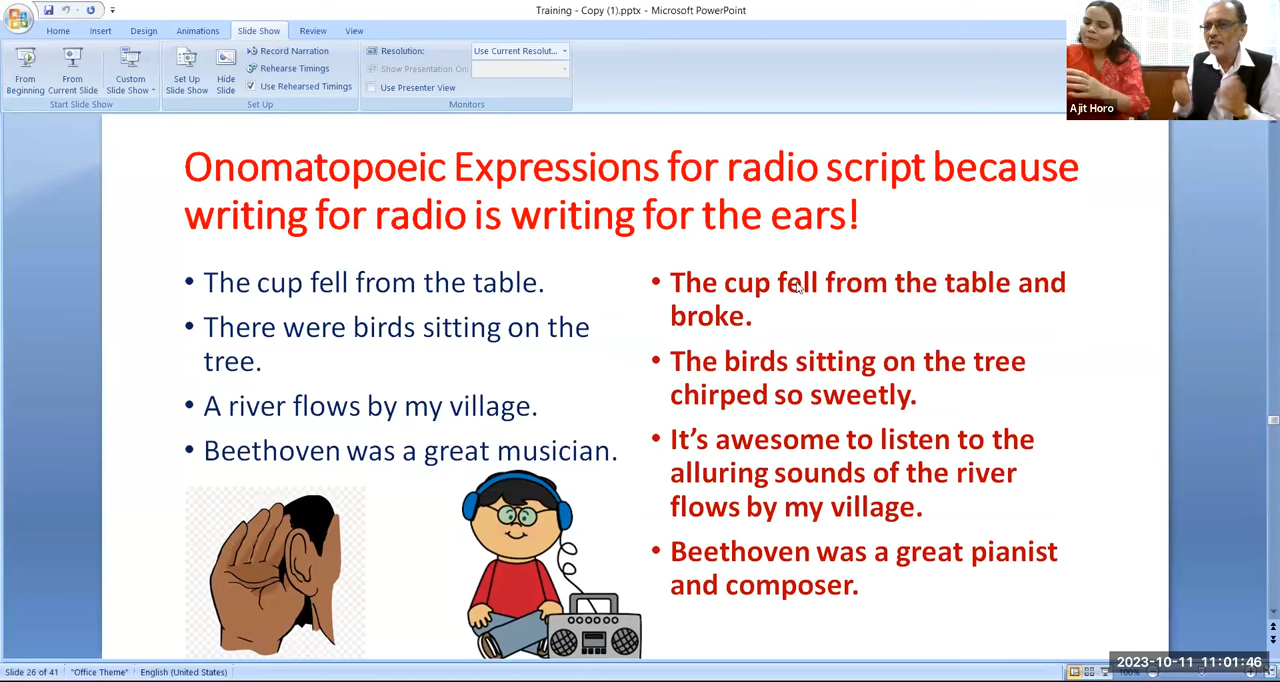 Training - Copy (1).pptx - Microsoft PowerPoint
Home Insert Design Animations Slide Show Review View
From Beginning
From Current Slide
Custom Slide Show
Start Slide Show
Set Up Slide Show
Hide Slide
Record Narration
Rehearse Timings
Use Rehearsed Timings
Set Up
Resolution: Use Current Resolut...
Show Presentation On:
Use Presenter View
Monitors
Ajit Horo
Onomatopoeic Expressions for radio script because
writing for radio is writing for the ears!
• The cup fell from the table.
• There were birds sitting on the
tree.
• A river flows by my village.
• Beethoven was a great musician.
• The cup fell from the table and
broke.
• The birds sitting on the tree
chirped so sweetly.
• It's awesome to listen to the
alluring sounds of the river
flows by my village.
• Beethoven was a great pianist
and composer.
Slide 26 of 41 "Office Theme" English (United States)
2023-10-11 11:01:46